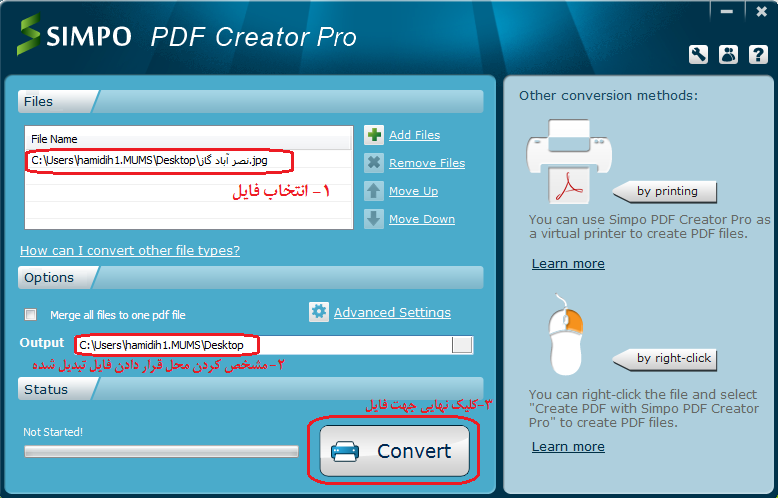 SIMPO PDF Creator Pro
Files
File Name
C:\Users\hamidih1.MUMS\Desktop\نصر آباد گاز.jpg
۱- انتخاب فایل
Add Files
Remove Files
Move Up
Move Down
How can I convert other file types?
Options
Merge all files to one pdf file
Advanced Settings
Output C:\Users\hamidih1.MUMS\Desktop
۲-مشخص کردن محل قرار دادن فایل تبدیل شده
Status
۳-کلیک نهایی جهت فایل
Not Started!
Convert
Other conversion methods:
by printing
You can use Simpo PDF Creator Pro as
a virtual printer to create PDF files.
Learn more
by right-click
You can right-click the file and select
"Create PDF with Simpo PDF Creator
Pro" to create PDF files.
Learn more